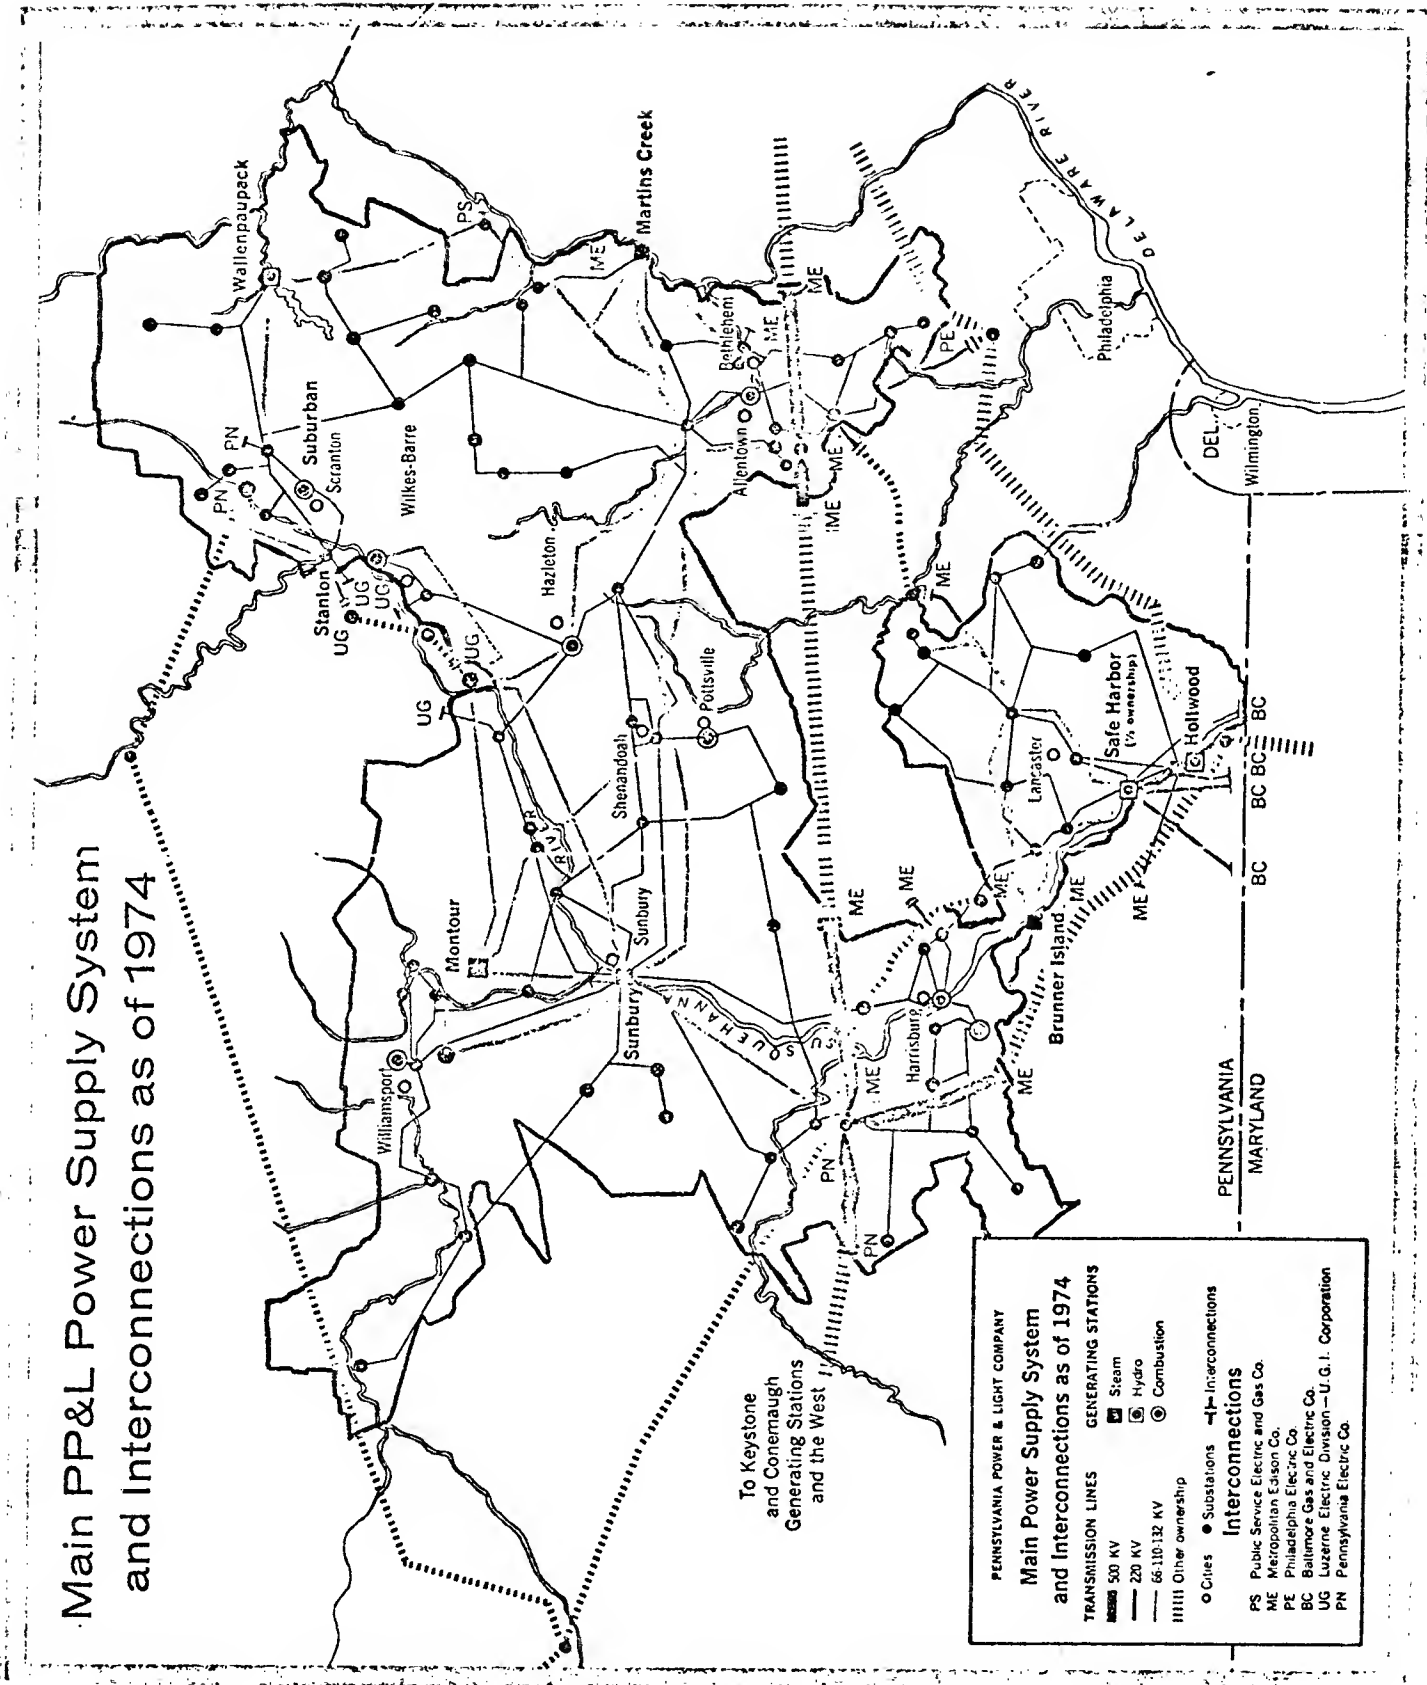 Main PP&L Power Supply System
and Interconnections as of 1974
Wallenpaupack
PS
ME
Martins Creek
DELAWARE RIVER
PN
Suburban
Scranton
PN
Wilkes-Barre
Bethlehem
ME
ME
PE
Philadelphia
Allentown
ME
ME
DEL.
Wilmington
Stanton
UG
UG
UG
UG
UG
Hazleton
ME
Pottsville
Shenandoah
Safe Harbor
(⅓ ownership)
Holtwood
Lancaster
BC
BC
BC
BC
RIVER
Montour
Sunbury
Sunbury
SUSQUEHANNA
ME
ME
ME
ME
ME
Brunner Island
Williamsport
Harrisburg
ME
ME
PN
PN
PENNSYLVANIA
MARYLAND
To Keystone
and Conemaugh
Generating Stations
and the West
PENNSYLVANIA POWER & LIGHT COMPANY
Main Power Supply System
and Interconnections as of 1974
TRANSMISSION LINES
500 KV
220 KV
66-110-132 KV
Other ownership
GENERATING STATIONS
Steam
Hydro
Combustion
Cities
Substations
Interconnections
Interconnections
PS Public Service Electric and Gas Co.
ME Metropolitan Edison Co.
PE Philadelphia Electric Co.
BC Baltimore Gas and Electric Co.
UG Luzerne Electric Division—U.G.I. Corporation
PN Pennsylvania Electric Co.